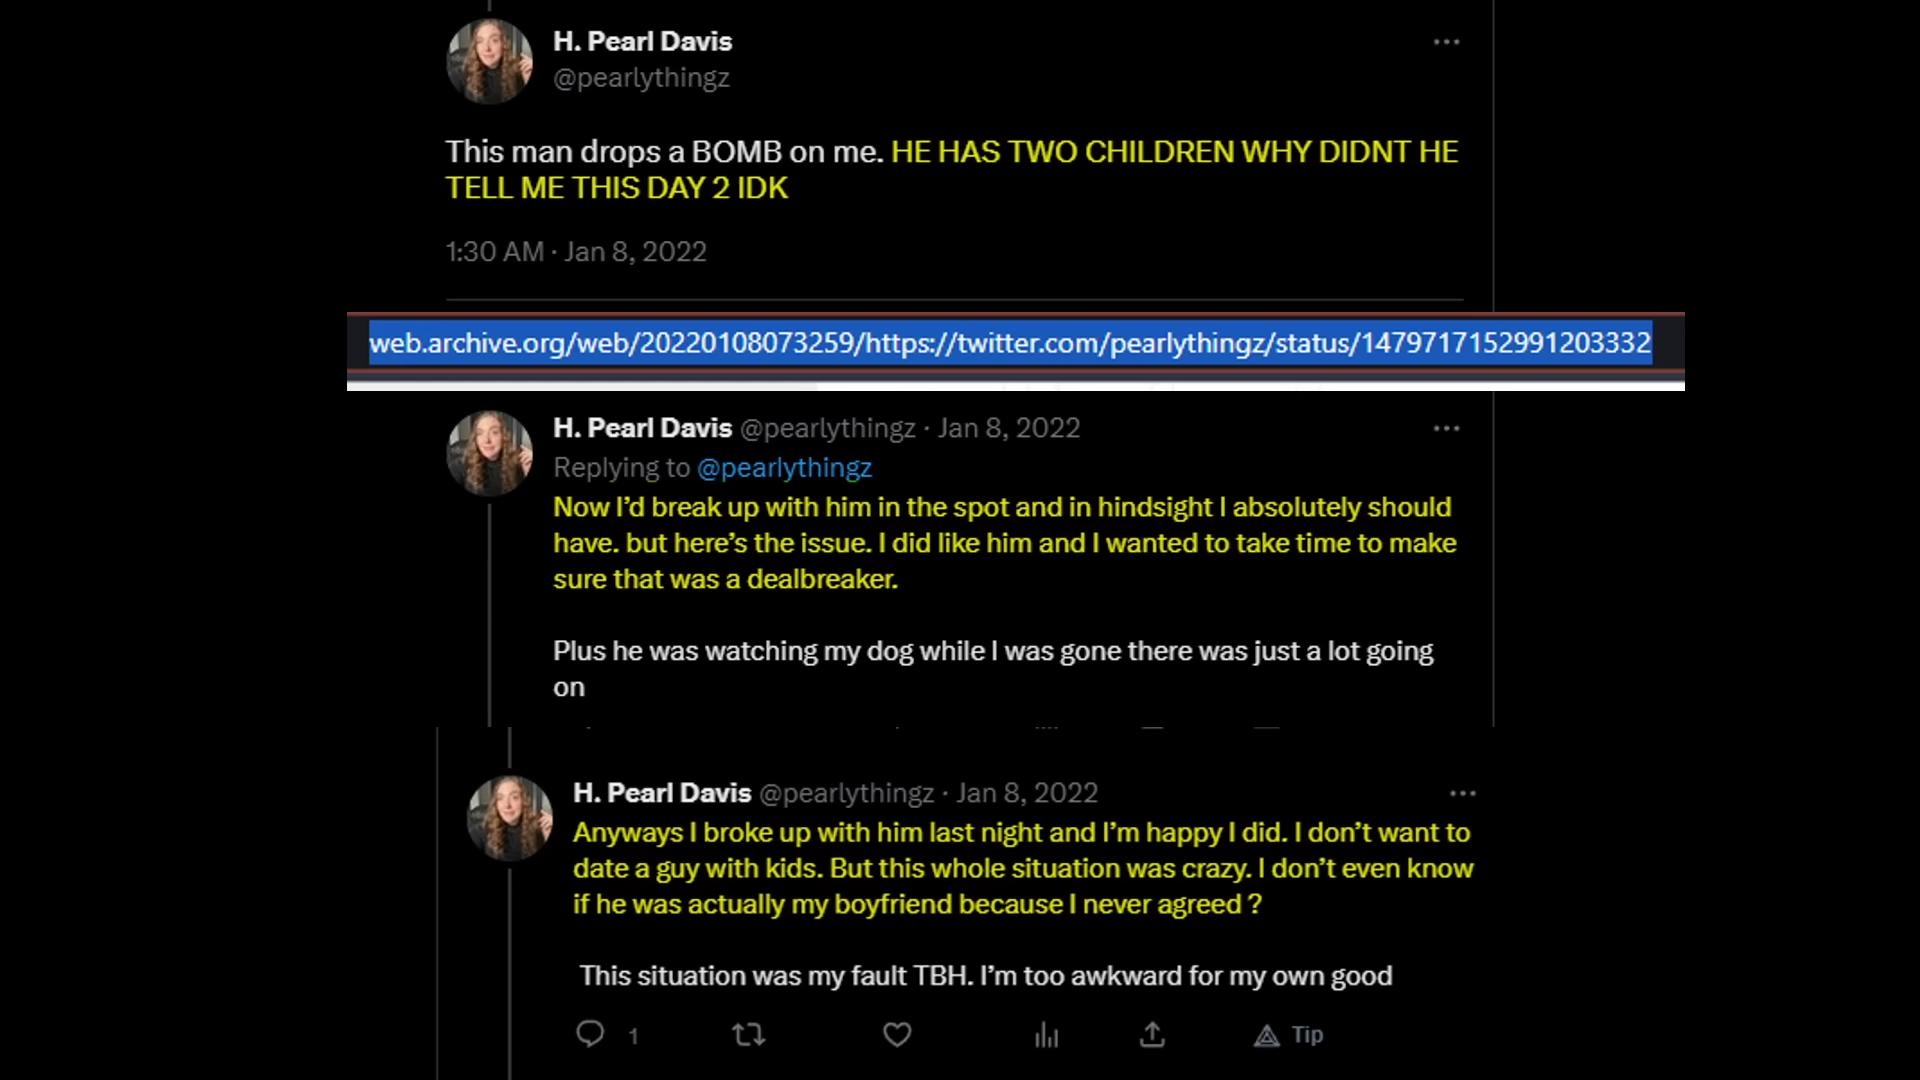 H. Pearl Davis
@pearlythingz
This man drops a BOMB on me. HE HAS TWO CHILDREN WHY DIDNT HE
TELL ME THIS DAY 2 IDK
1:30 AM · Jan 8, 2022
web.archive.org/web/20220108073259/https://twitter.com/pearlythingz/status/1479717152991203332
H. Pearl Davis @pearlythingz · Jan 8, 2022
Replying to @pearlythingz
Now I’d break up with him in the spot and in hindsight I absolutely should
have. but here’s the issue. I did like him and I wanted to take time to make
sure that was a dealbreaker.
Plus he was watching my dog while I was gone there was just a lot going
on
H. Pearl Davis @pearlythingz · Jan 8, 2022
Anyways I broke up with him last night and I’m happy I did. I don’t want to
date a guy with kids. But this whole situation was crazy. I don’t even know
if he was actually my boyfriend because I never agreed ?
This situation was my fault TBH. I’m too awkward for my own good
1 Tip